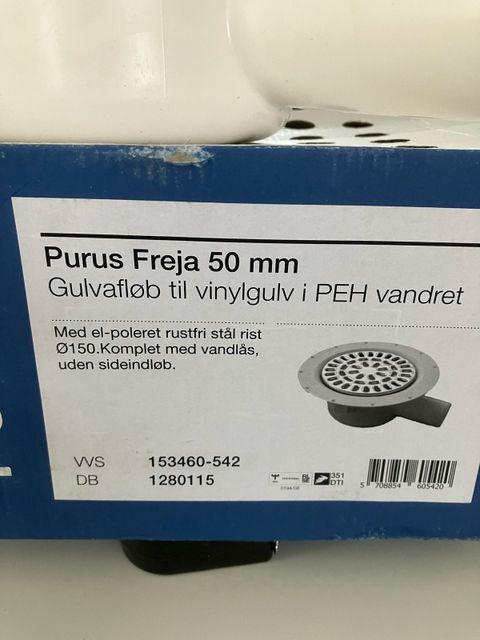 Purus Freja 50 mm
Gulvafløb til vinylgulv i PEH vandret
Med el-poleret rustfri stål rist
Ø150.Komplet med vandlås,
uden sideindløb.
VVS 153460-542
DB 1280115
351
DTI
5 708854 605420